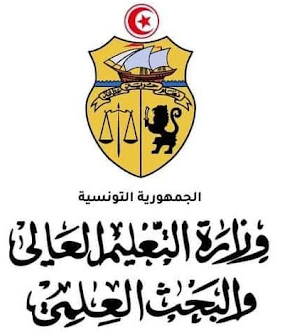 الجمهورية التونسية
وزارة التعليم العالي
والبحث العلمي